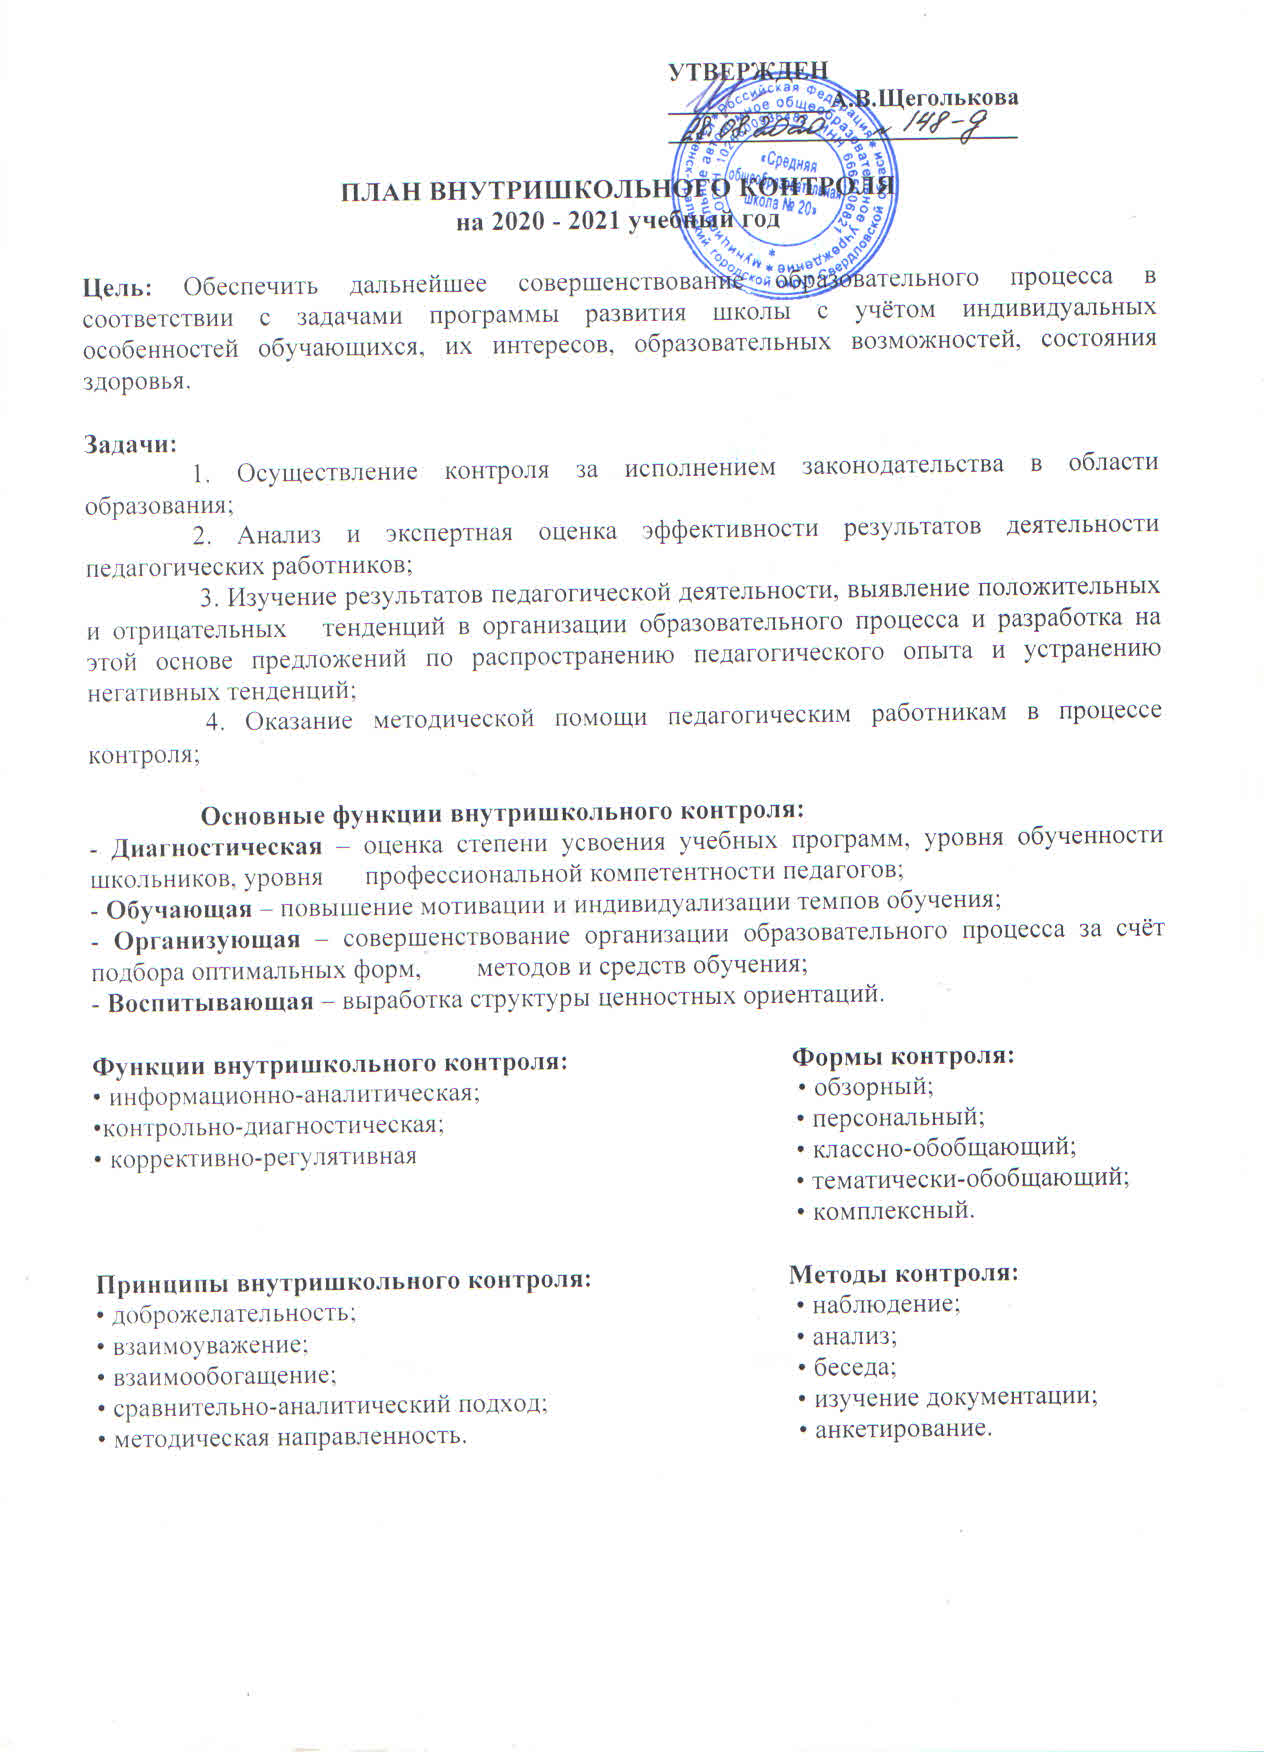 УТВЕРЖДЕН
А.В.Щеголькова
28.08.2020 № 148-д
«Средняя
общеобразовательная
школа № 20»
ПЛАН ВНУТРИШКОЛЬНОГО КОНТРОЛЯ
на 2020 - 2021 учебный год
Цель: Обеспечить дальнейшее совершенствование образовательного процесса в
соответствии с задачами программы развития школы с учётом индивидуальных
особенностей обучающихся, их интересов, образовательных возможностей, состояния
здоровья.
Задачи:
1. Осуществление контроля за исполнением законодательства в области
образования;
2. Анализ и экспертная оценка эффективности результатов деятельности
педагогических работников;
3. Изучение результатов педагогической деятельности, выявление положительных
и отрицательных тенденций в организации образовательного процесса и разработка на
этой основе предложений по распространению педагогического опыта и устранению
негативных тенденций;
4. Оказание методической помощи педагогическим работникам в процессе
контроля;
Основные функции внутришкольного контроля:
- Диагностическая – оценка степени усвоения учебных программ, уровня обученности
школьников, уровня профессиональной компетентности педагогов;
- Обучающая – повышение мотивации и индивидуализации темпов обучения;
- Организующая – совершенствование организации образовательного процесса за счёт
подбора оптимальных форм, методов и средств обучения;
- Воспитывающая – выработка структуры ценностных ориентаций.
Функции внутришкольного контроля:
• информационно-аналитическая;
•контрольно-диагностическая;
• коррективно-регулятивная
Формы контроля:
• обзорный;
• персональный;
• классно-обобщающий;
• тематически-обобщающий;
• комплексный.
Принципы внутришкольного контроля:
• доброжелательность;
• взаимоуважение;
• взаимообогащение;
• сравнительно-аналитический подход;
• методическая направленность.
Методы контроля:
• наблюдение;
• анализ;
• беседа;
• изучение документации;
• анкетирование.